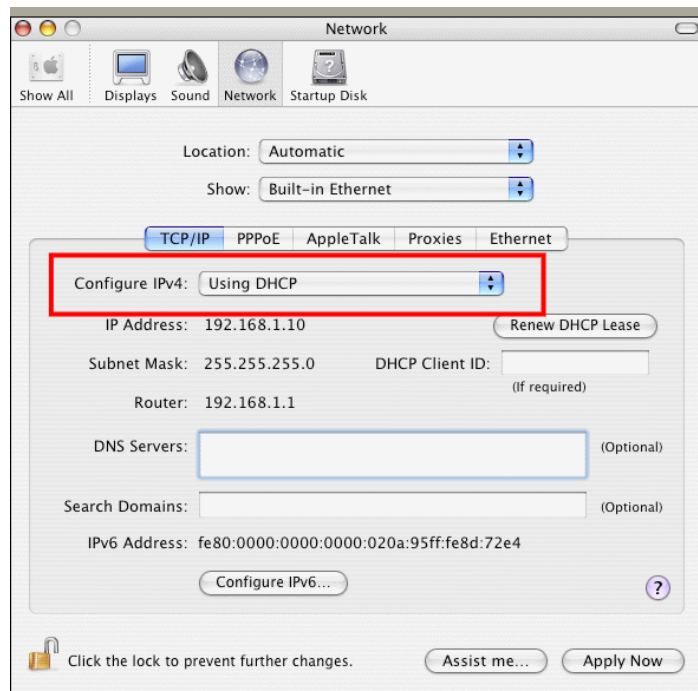 Network
Show All Displays Sound Network Startup Disk
Location: Automatic
Show: Built-in Ethernet
TCP/IP PPPoE AppleTalk Proxies Ethernet
Configure IPv4: Using DHCP
IP Address: 192.168.1.10 Renew DHCP Lease
Subnet Mask: 255.255.255.0 DHCP Client ID:
(If required)
Router: 192.168.1.1
DNS Servers: (Optional)
Search Domains: (Optional)
IPv6 Address: fe80:0000:0000:0000:020a:95ff:fe8d:72e4
Configure IPv6... ?
Click the lock to prevent further changes. Assist me... Apply Now